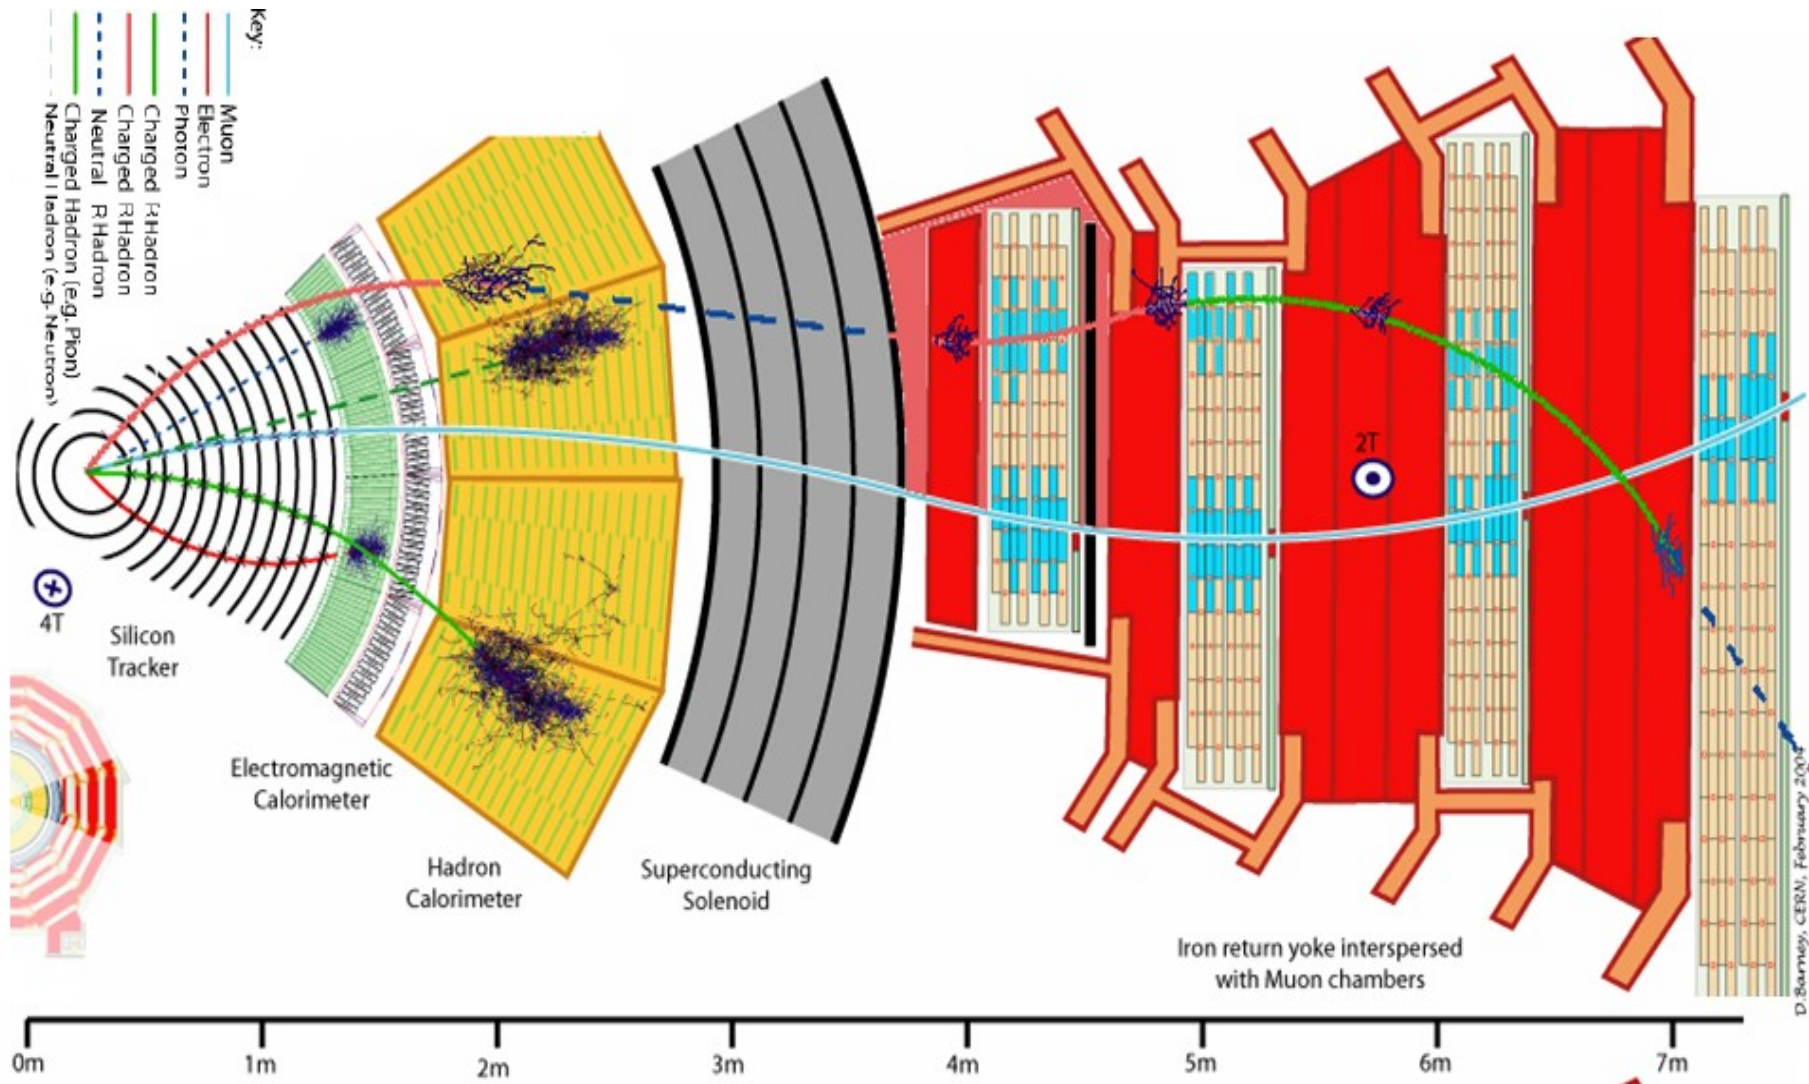 Key:
Muon
Electron
Photon
Charged RHadron
Charged RHadron
Neutral RHadron
Charged Hadron (e.g. Pion)
Neutral Hadron (e.g. Neutron)
2T
4T
Silicon
Tracker
Electromagnetic
Calorimeter
Hadron
Calorimeter
Superconducting
Solenoid
Iron return yoke interspersed
with Muon chambers
D.Barney, CERN, February 2004
0m
1m
2m
3m
4m
5m
6m
7m